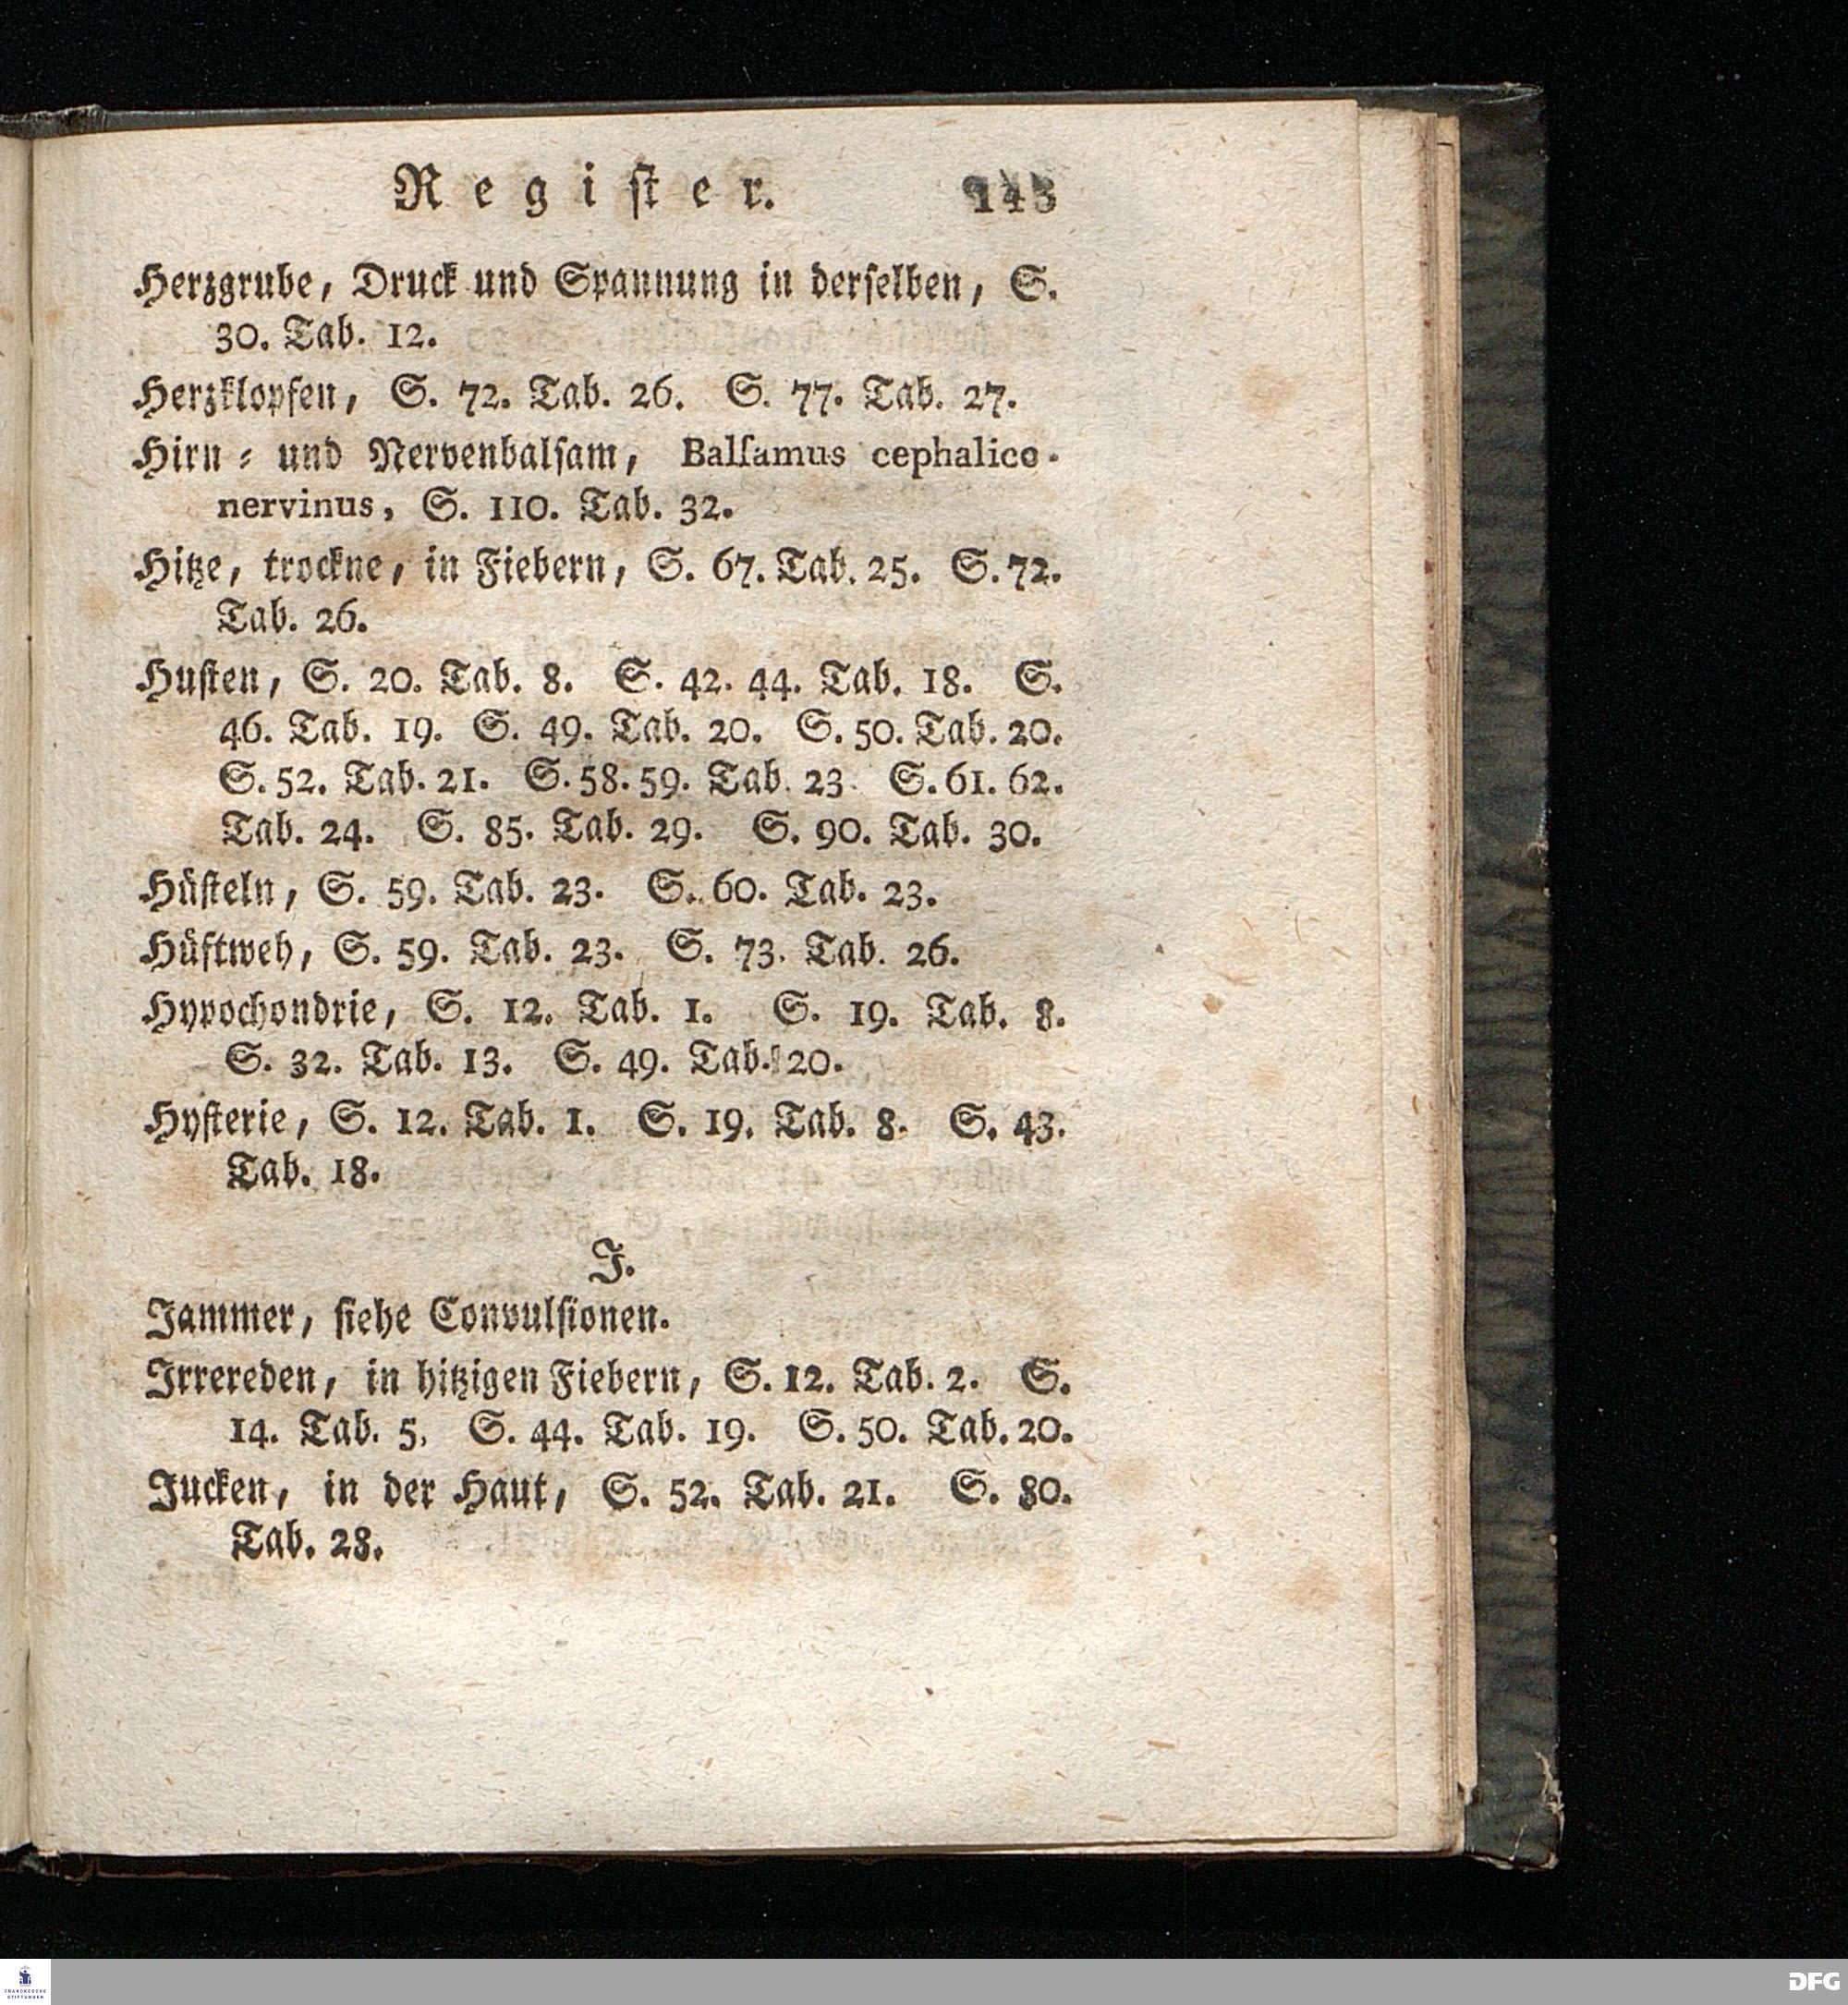 Regiſter. 143
Herzgrube, Druck und Spannung in derſelben, S.
30. Tab. 12.
Herzklopfen, S. 72. Tab. 26. S. 77. Tab. 27.
Hirn⸗ und Nervenbalſam, Balſamus cephalico-
nervinus, S. 110. Tab. 32.
Hitze, trockne, in Fiebern, S. 67. Tab. 25. S. 72.
Tab. 26.
Huſten, S. 20. Tab. 8. S. 42. 44. Tab. 18. S.
46. Tab. 19. S. 49. Tab. 20. S. 50. Tab. 20.
S. 52. Tab. 21. S. 58. 59. Tab. 23. S. 61. 62.
Tab. 24. S. 85. Tab. 29. S. 90. Tab. 30.
Huͤſteln, S. 59. Tab. 23. S. 60. Tab. 23.
Huͤftweh, S. 59. Tab. 23. S. 73. Tab. 26.
Hypochondrie, S. 12. Tab. 1. S. 19. Tab. 8.
S. 32. Tab. 13. S. 49. Tab. 20.
Hyſterie, S. 12. Tab. 1. S. 19. Tab. 8. S. 43.
Tab. 18.
J.
Jammer, ſiehe Convulſionen.
Irrereden, in hitzigen Fiebern, S. 12. Tab. 2. S.
14. Tab. 5, S. 44. Tab. 19. S. 50. Tab. 20.
Jucken, in der Haut, S. 52. Tab. 21. S. 80.
Tab. 28.
FRANCKESCHE
STIFTUNGEN
DFG